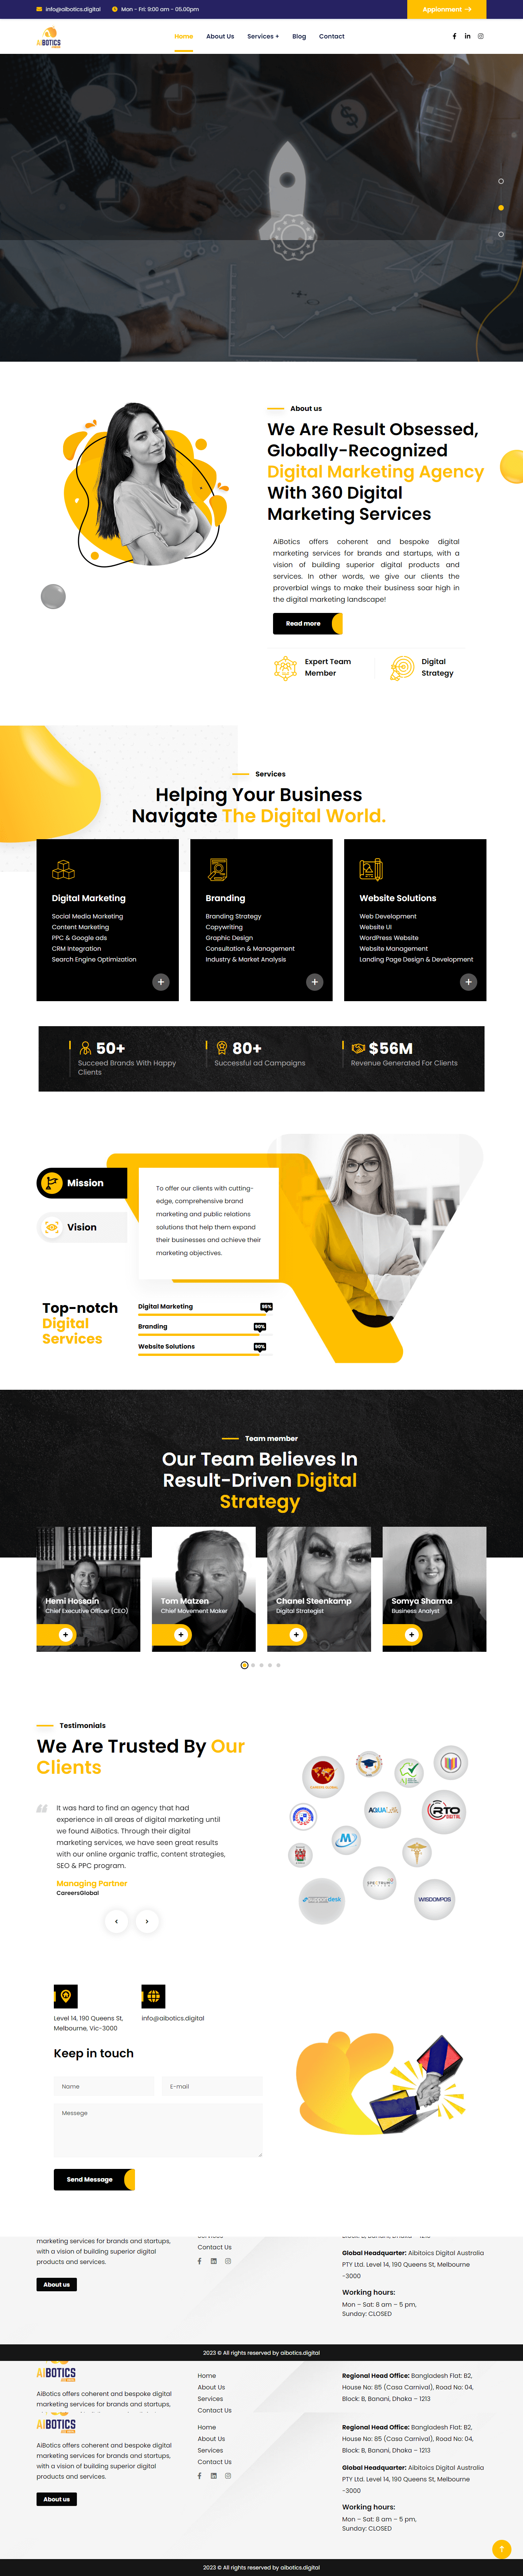 info@aibotics.digital
Mon - Fri: 9:00 am - 05.00pm
Applionment
AIBOTICS
Home
About Us
Services +
Blog
Contact
About us
We Are Result Obsessed,
Globally-Recognized
Digital Marketing Agency
With 360 Digital
Marketing Services
AiBotics offers coherent and bespoke digital
marketing services for brands and startups, with a
vision of building superior digital products and
services. In other words, we give our clients the
proverbial wings to make their business soar high in
the digital marketing landscape!
Read more
Expert Team
Member
Digital
Strategy
Services
Helping Your Business
Navigate The Digital World.
Digital Marketing
Social Media Marketing
Content Marketing
PPC & Google ads
CRM Integration
Search Engine Optimization
Branding
Branding Strategy
Copywriting
Graphic Design
Consultation & Management
Industry & Market Analysis
Website Solutions
Web Development
Website UI
WordPress Website
Website Management
Landing Page Design & Development
50+
Succeed Brands With Happy
Clients
80+
Successful ad Campaigns
$56M
Revenue Generated For Clients
Mission
Vision
To offer our clients with cutting-
edge, comprehensive brand
marketing and public relations
solutions that help them expand
their businesses and achieve their
marketing objectives.
Top-notch
Digital
Services
Digital Marketing
Branding
90%
Website Solutions
90%
Team member
Our Team Believes In
Result-Driven Digital
Strategy
Hemi Hossain
Chief Executive Officer (CEO)
Tom Matzen
Chief Movement Maker
Chanel Steenkamp
Digital Strategist
Somya Sharma
Business Analyst
Testimonials
We Are Trusted By Our
Clients
It was hard to find an agency that had
experience in all areas of digital marketing until
we found AiBotics. Through their digital
marketing services, we have seen great results
with our online organic traffic, content strategies,
SEO & PPC program.
Managing Partner
CareersGlobal
RTO
DIGITAL
WISDOMPOS
Level 14, 190 Queens St,
Melbourne, Vic-3000
info@aibotics.digital
Keep in touch
Name
E-mail
Messege
Send Message
marketing services for brands and startups,
with a vision of building superior digital
products and services.
About us
Contact Us
Global Headquarter: Aibitoics Digital Australia
PTY Ltd. Level 14, 190 Queens St, Melbourne
-3000
Working hours:
Mon – Sat: 8 am – 5 pm,
Sunday: CLOSED
2023 © All rights reserved by aibotics.digital
AIBOTICS
AiBotics offers coherent and bespoke digital
marketing services for brands and startups,
Home
About Us
Services
Contact Us
Regional Head Office: Bangladesh Flat: B2,
House No: 85 (Casa Carnival), Road No: 04,
Block: B, Banani, Dhaka – 1213
AIBOTICS
AiBotics offers coherent and bespoke digital
marketing services for brands and startups,
with a vision of building superior digital
products and services.
About us
Home
About Us
Services
Contact Us
Regional Head Office: Bangladesh Flat: B2,
House No: 85 (Casa Carnival), Road No: 04,
Block: B, Banani, Dhaka – 1213
Global Headquarter: Aibitoics Digital Australia
PTY Ltd. Level 14, 190 Queens St, Melbourne
-3000
Working hours:
Mon – Sat: 8 am – 5 pm,
Sunday: CLOSED
2023 © All rights reserved by aibotics.digital